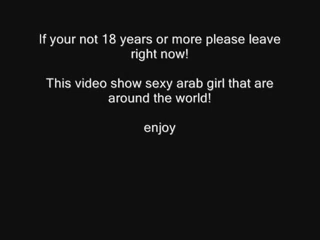 If your not 18 years or more please leave
right now!
This video show sexy arab girl that are
around the world!
enjoy